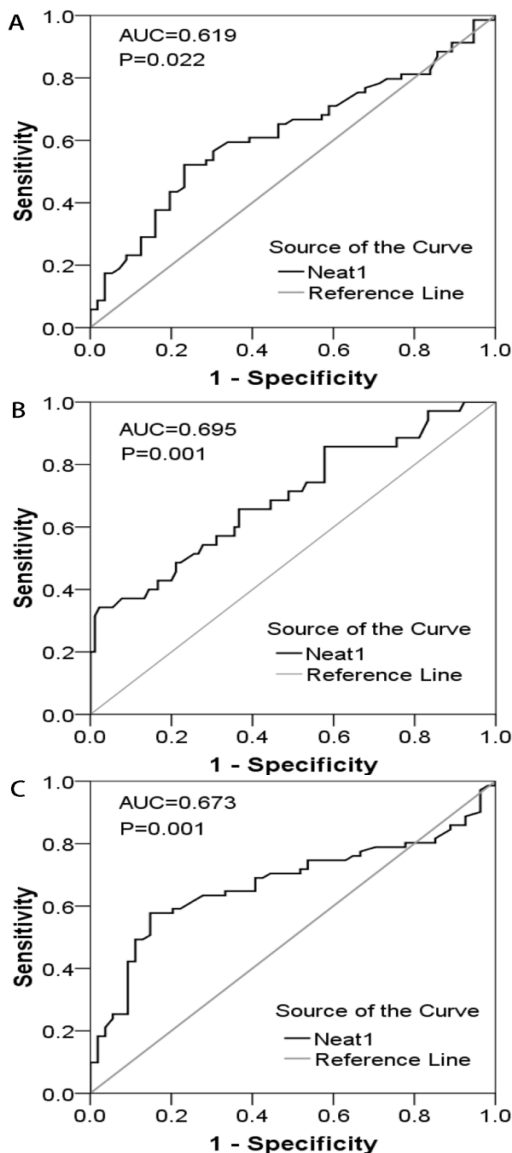 A
AUC=0.619
P=0.022
1.0
0.8
0.6
0.4
0.2
0.0
Sensitivity
Source of the Curve
Neat1
Reference Line
0.0 0.2 0.4 0.6 0.8 1.0
1 - Specificity
B
AUC=0.695
P=0.001
1.0
0.8
0.6
0.4
0.2
0.0
Sensitivity
Source of the Curve
Neat1
Reference Line
0.0 0.2 0.4 0.6 0.8 1.0
1 - Specificity
C
AUC=0.673
P=0.001
1.0
0.8
0.6
0.4
0.2
0.0
Sensitivity
Source of the Curve
Neat1
Reference Line
0.0 0.2 0.4 0.6 0.8 1.0
1 - Specificity